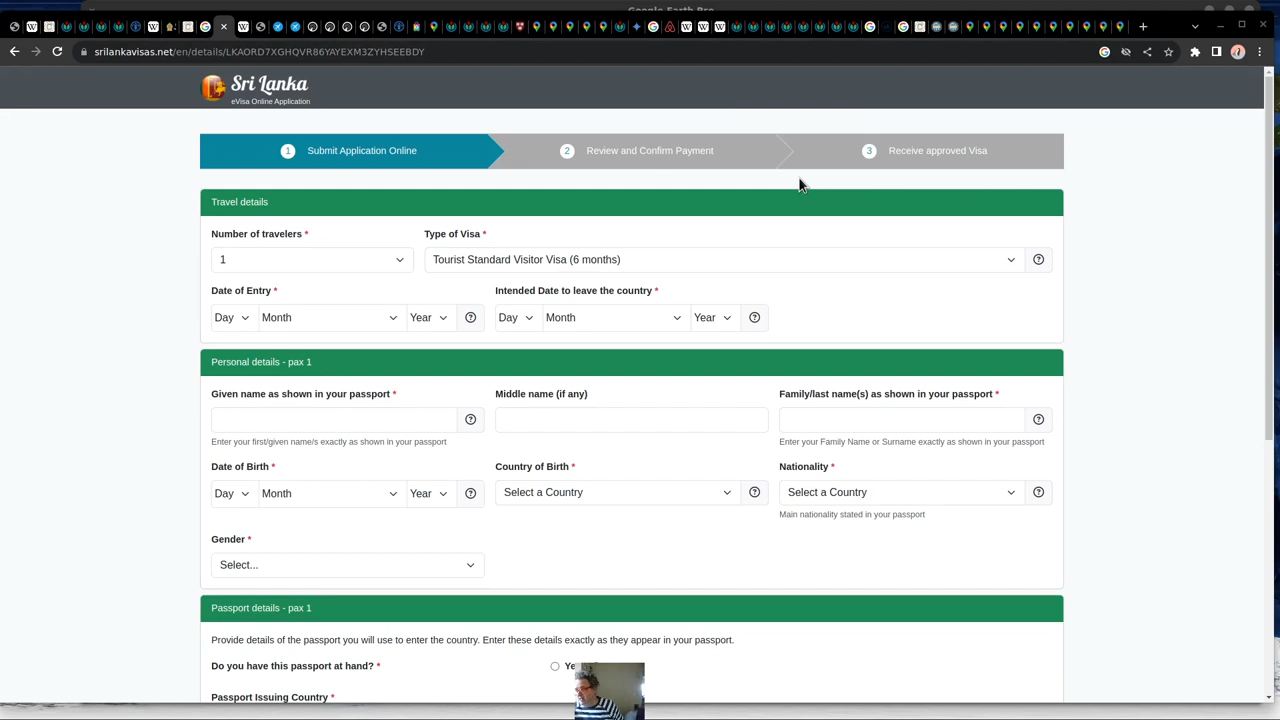 Google Earth Pro
srilankavisas.net/en/details/LKAORD7XGHQVR86YAYEXM3ZYHSEEBDY
Sri Lanka
eVisa Online Application
1 Submit Application Online 2 Review and Confirm Payment 3 Receive approved Visa
Travel details
Number of travelers * Type of Visa *
1 Tourist Standard Visitor Visa (6 months)
Date of Entry * Intended Date to leave the country *
Day Month Year Day Month Year
Personal details - pax 1
Given name as shown in your passport * Middle name (if any) Family/last name(s) as shown in your passport *
Enter your first/given name/s exactly as shown in your passport Enter your Family Name or Surname exactly as shown in your passport
Date of Birth * Country of Birth * Nationality *
Day Month Year Select a Country Select a Country
Main nationality stated in your passport
Gender *
Select...
Passport details - pax 1
Provide details of the passport you will use to enter the country. Enter these details exactly as they appear in your passport.
Do you have this passport at hand? *
Passport Issuing Country *